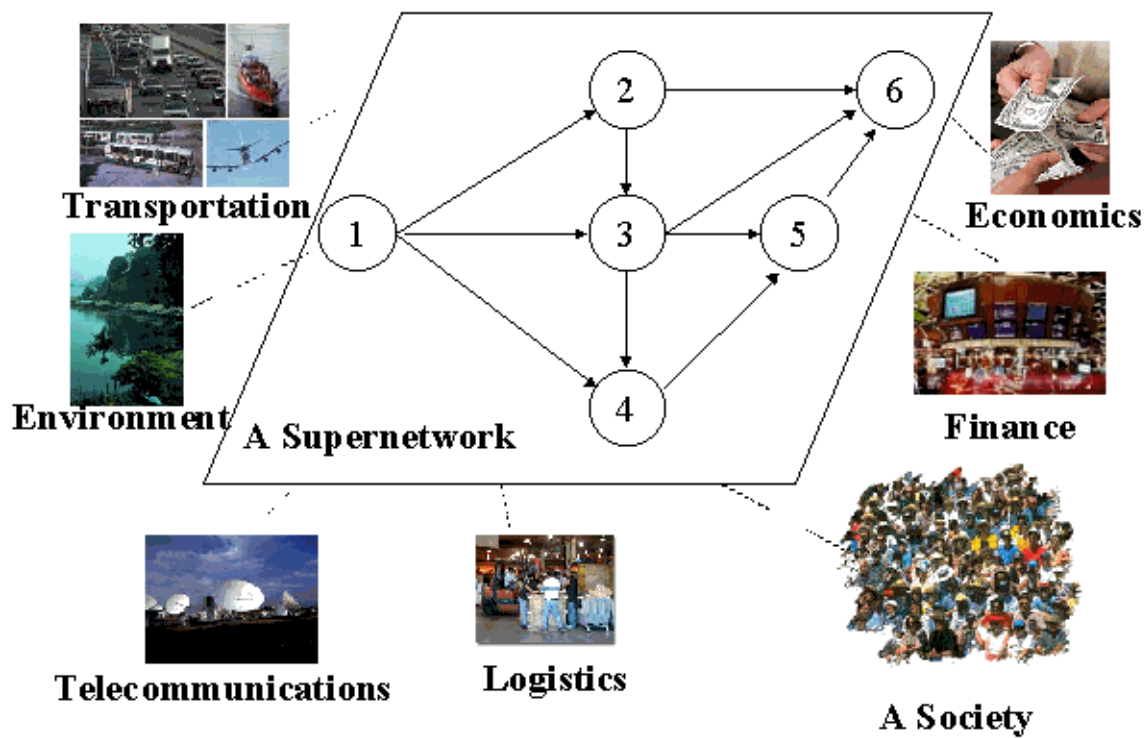 2
6
Transportation
1
3
5
Economics
Environment
4
A Supernetwork
Finance
Telecommunications
Logistics
A Society